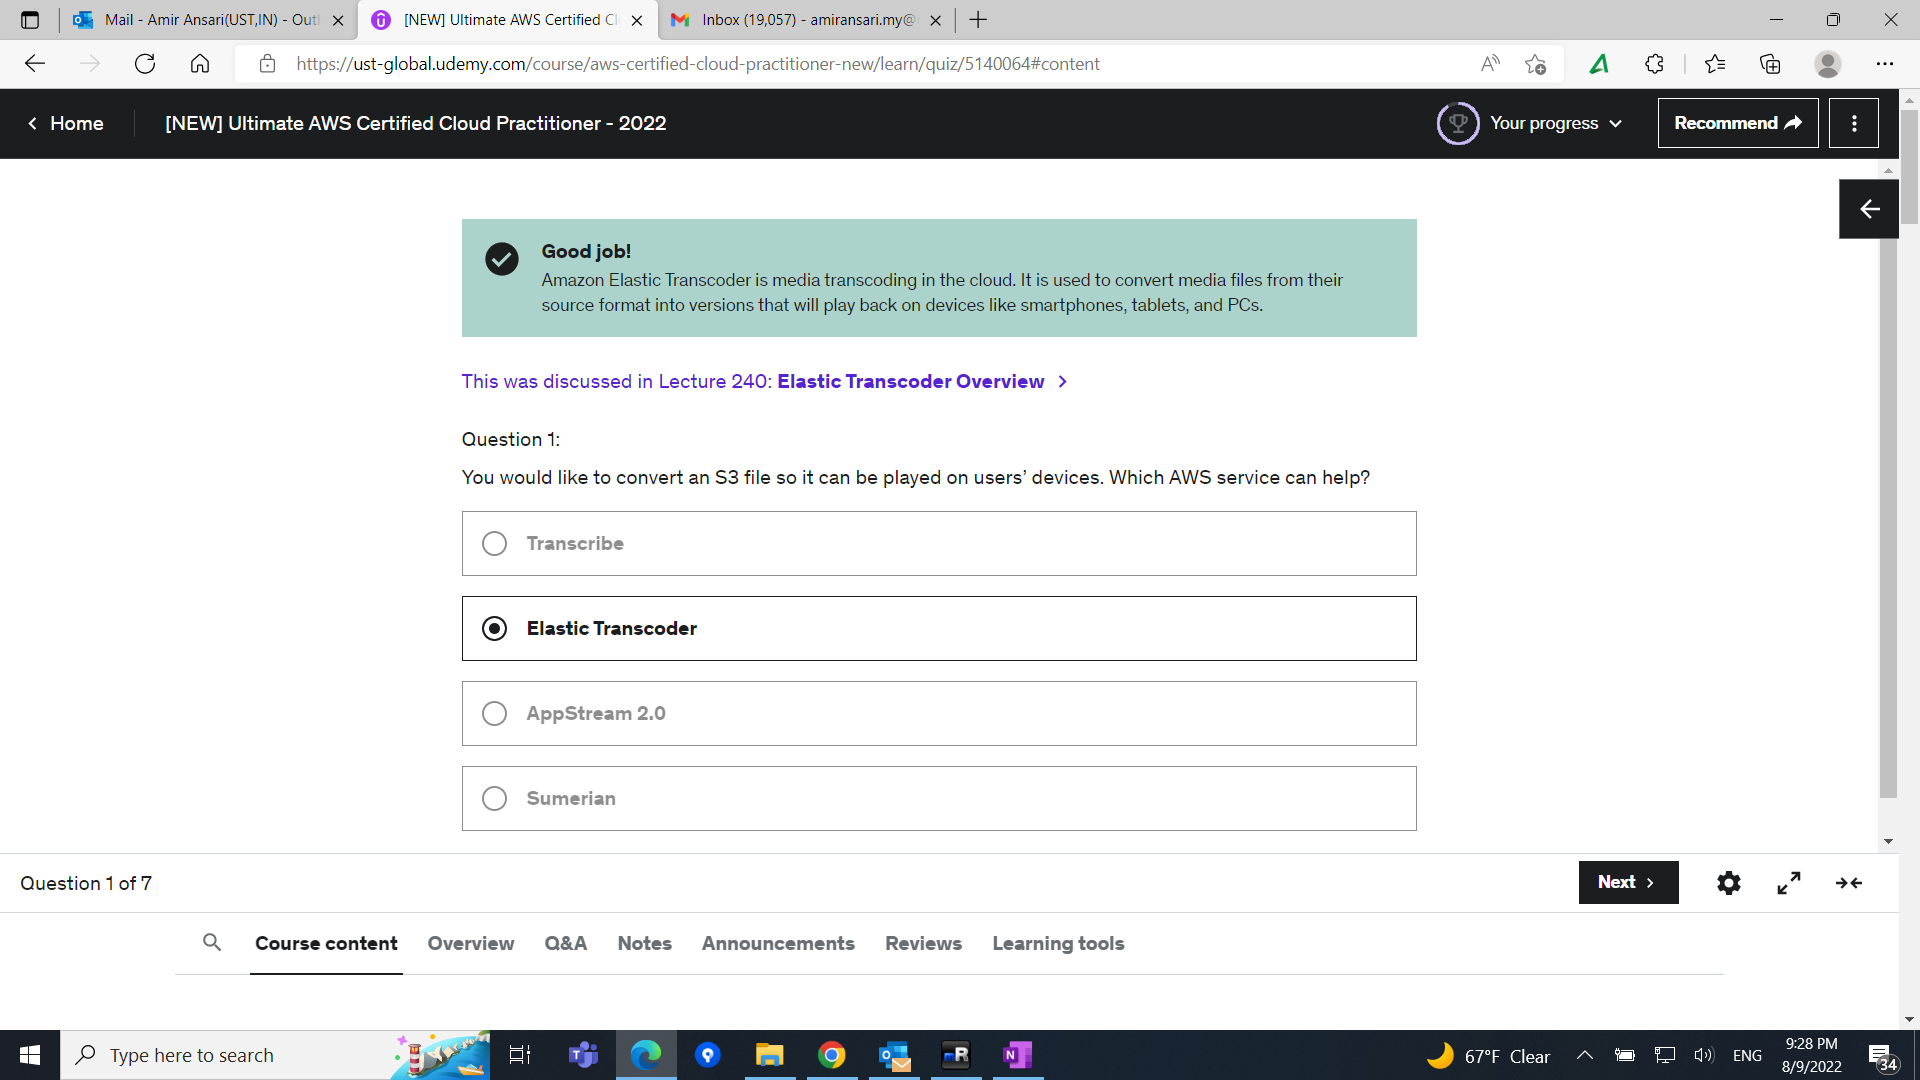 Mail - Amir Ansari(UST,IN) - Out
[NEW] Ultimate AWS Certified Cl
Inbox (19,057) - amiransari.my@
https://ust-global.udemy.com/course/aws-certified-cloud-practitioner-new/learn/quiz/5140064#content
Home
[NEW] Ultimate AWS Certified Cloud Practitioner - 2022
Your progress
Recommend
Good job!
Amazon Elastic Transcoder is media transcoding in the cloud. It is used to convert media files from their
source format into versions that will play back on devices like smartphones, tablets, and PCs.
This was discussed in Lecture 240: Elastic Transcoder Overview
Question 1:
You would like to convert an S3 file so it can be played on users’ devices. Which AWS service can help?
Transcribe
Elastic Transcoder
AppStream 2.0
Sumerian
Question 1 of 7
Next
Course content
Overview
Q&A
Notes
Announcements
Reviews
Learning tools
Type here to search
67°F Clear
ENG
9:28 PM
8/9/2022
34